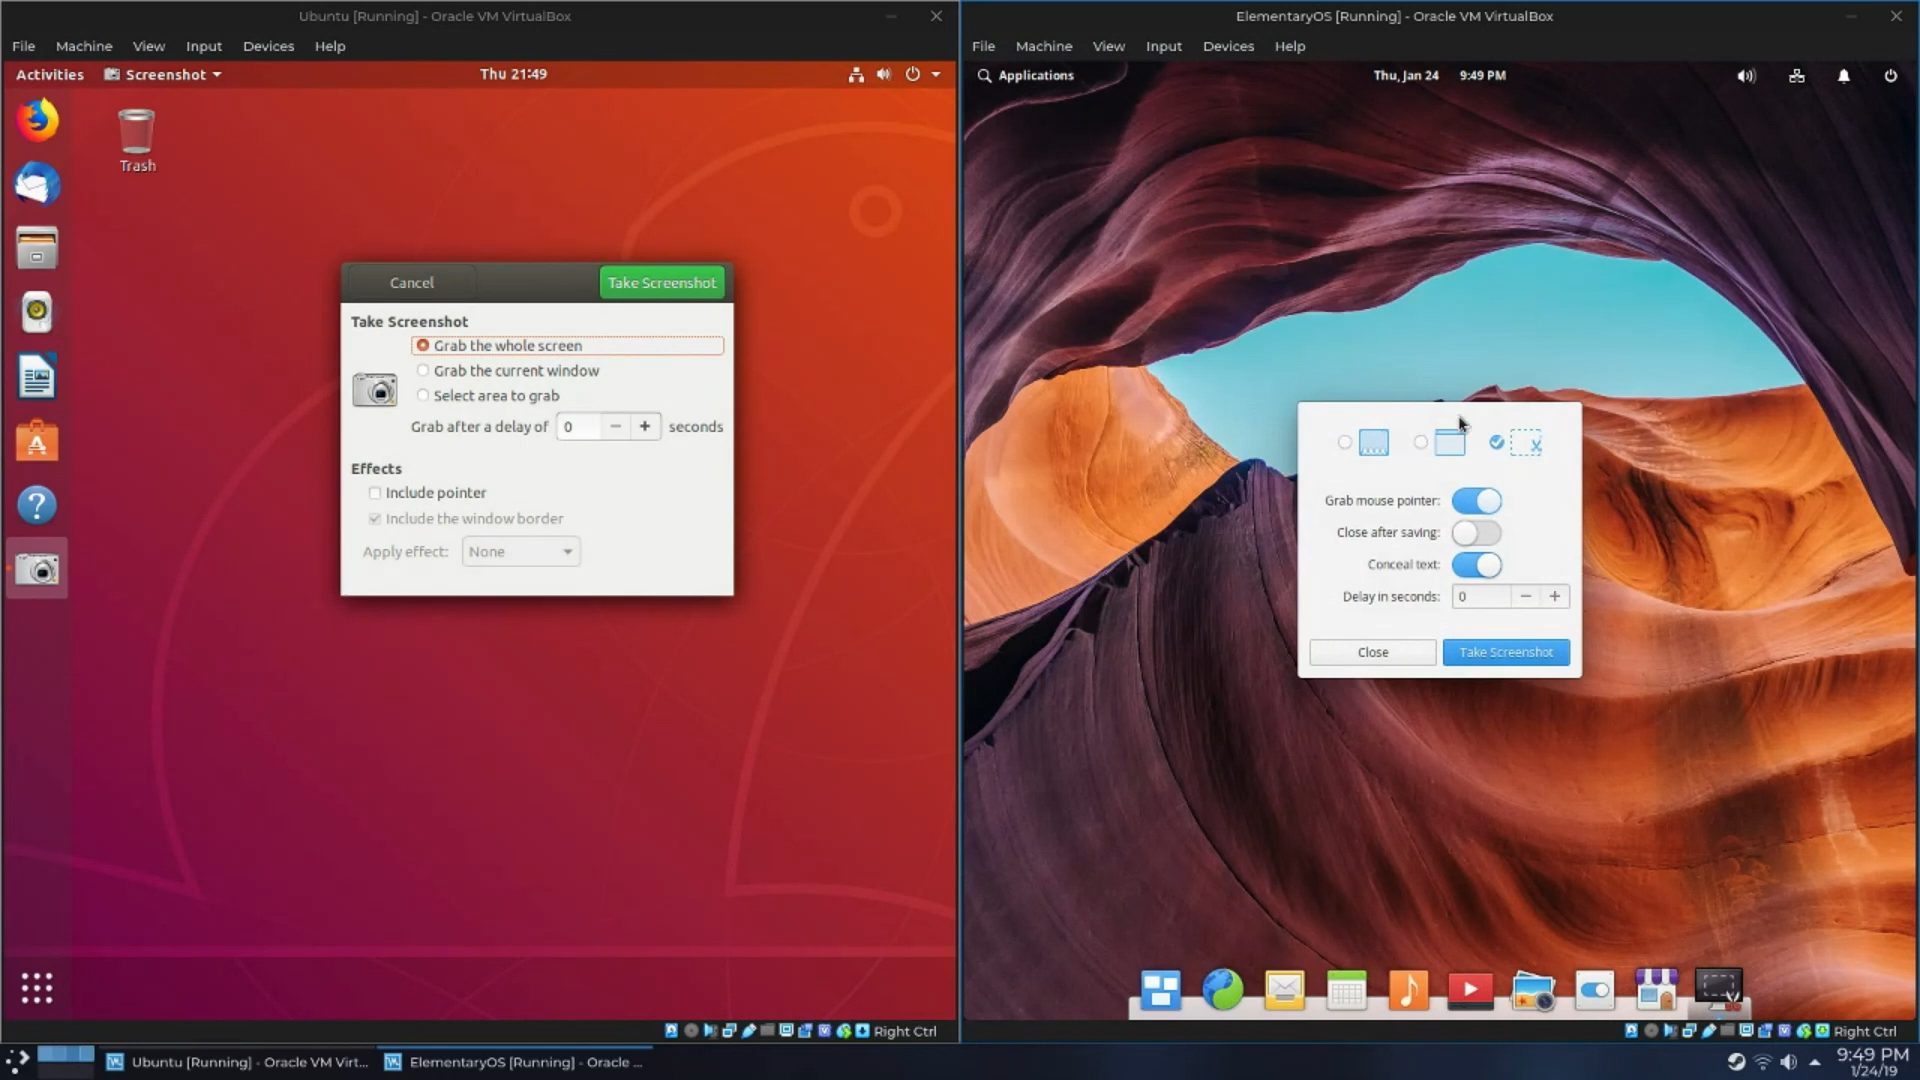 Ubuntu [Running] - Oracle VM VirtualBox
File Machine View Input Devices Help
Activities Screenshot Thu 21:49
Trash
Cancel Take Screenshot
Take Screenshot
Grab the whole screen
Grab the current window
Select area to grab
Grab after a delay of 0 − + seconds
Effects
Include pointer
Include the window border
Apply effect: None
Right Ctrl
ElementaryOS [Running] - Oracle VM VirtualBox
File Machine View Input Devices Help
Applications Thu, Jan 24 9:49 PM
Grab mouse pointer:
Close after saving:
Conceal text:
Delay in seconds: 0 − +
Close Take Screenshot
Right Ctrl
Ubuntu [Running] - Oracle VM Virt... ElementaryOS [Running] - Oracle ... 9:49 PM
1/24/19